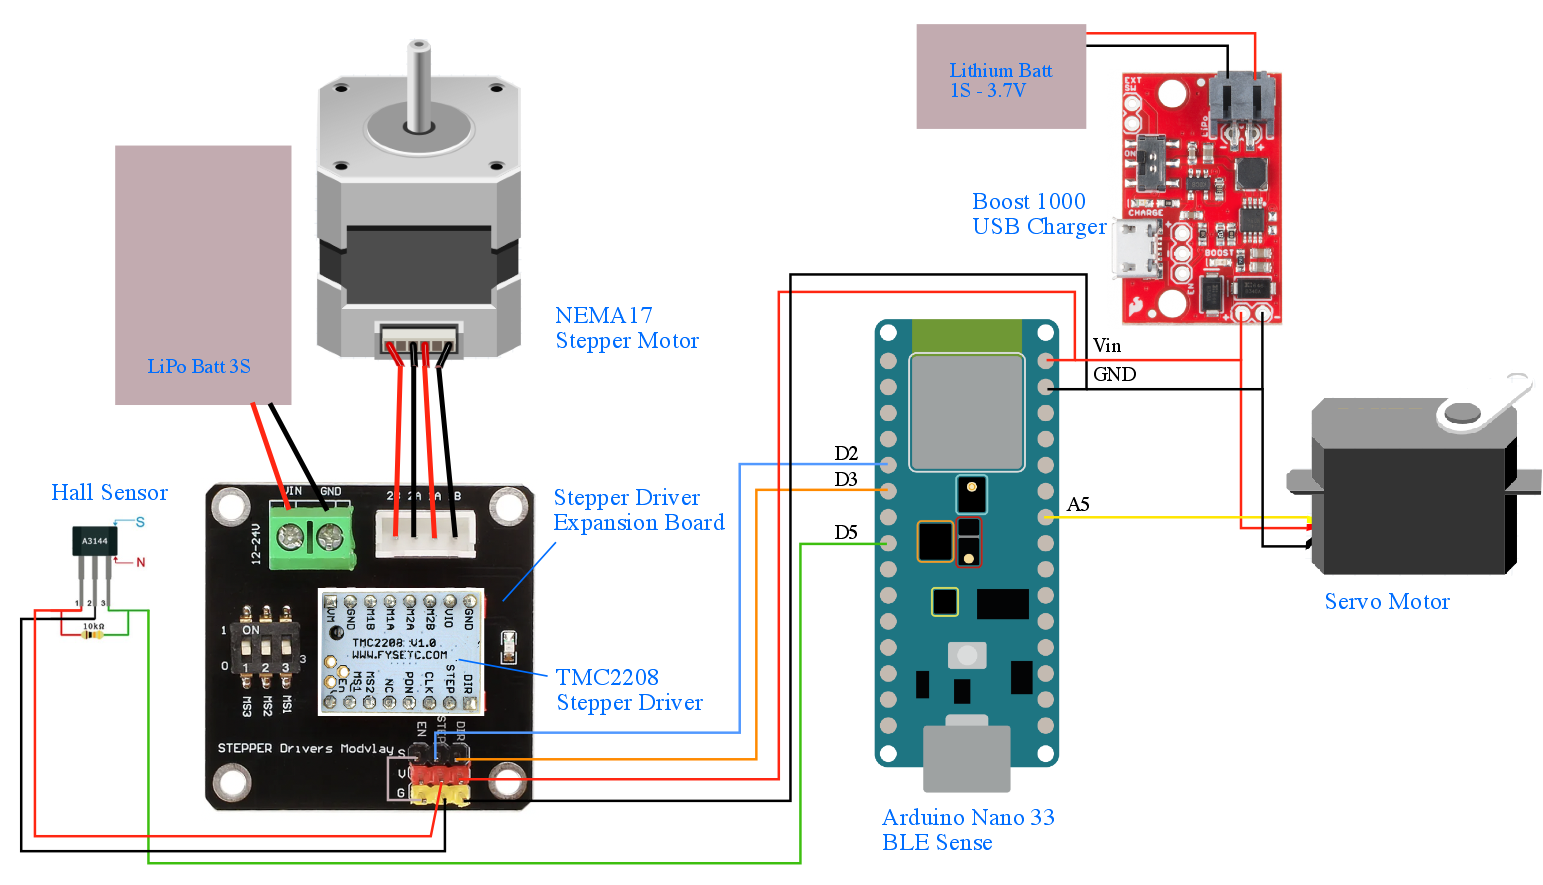 Lithium Batt
1S - 3.7V
EXT
SW
LiPo
- +
ON
CHARGE
BOOST
EN
+ -
Boost 1000
USB Charger
NEMA17
Stepper Motor
LiPo Batt 3S
Vin
GND
D2
D3
D5
A5
Hall Sensor
S
A3144
N
1 2 3
10kΩ
VIN GND
12-24V
2B 2A 1A 1B
Stepper Driver
Expansion Board
VM GND M1B M1A M2A M2B VIO GND
TMC2208 V1.0
WWW.FYSETC.COM
En MS1 MS2 NC PDN CLK STEP DIR
TMC2208
Stepper Driver
1
ON
0
1 2 3
3
MS3 MS2 MS1
EN STEP DIR
STEPPER Drivers Modvlay
S
V
G
Servo Motor
Arduino Nano 33
BLE Sense